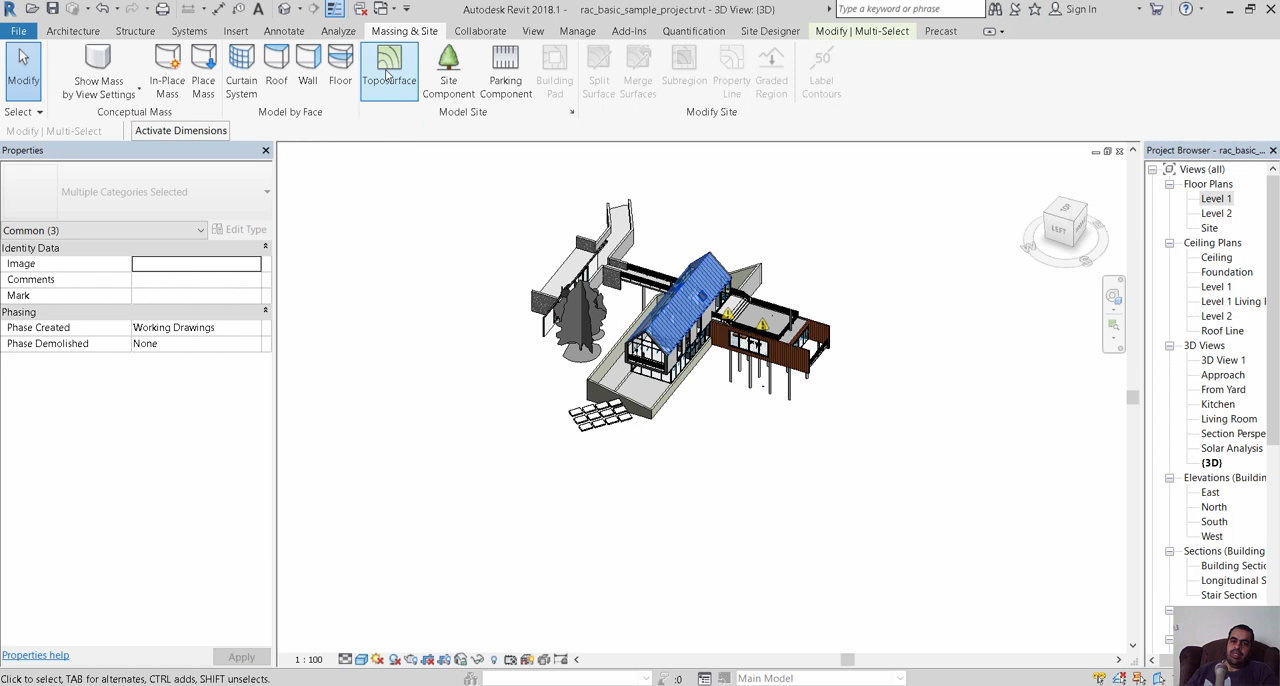 Autodesk Revit 2018.1 - rac_basic_sample_project.rvt - 3D View: {3D}
Type a keyword or phrase
Sign In
File Architecture Structure Systems Insert Annotate Analyze Massing & Site Collaborate View Manage Add-Ins Quantification Site Designer Modify | Multi-Select Precast
Modify
Show Mass
by View Settings
In-Place
Mass
Place
Mass
Curtain
System
Roof
Wall
Floor
Toposurface
Site
Component
Parking
Component
Building
Pad
Split
Surface
Merge
Surfaces
Subregion
Property
Line
Graded
Region
Label
Contours
Select
Conceptual Mass
Model by Face
Model Site
Modify Site
Modify | Multi-Select
Activate Dimensions
Properties
Multiple Categories Selected
Common (3)
Edit Type
Identity Data
Image
Comments
Mark
Phasing
Phase Created Working Drawings
Phase Demolished None
Properties help
Apply
LEFT
W
S
Project Browser - rac_basic_...
Views (all)
Floor Plans
Level 1
Level 2
Site
Ceiling Plans
Ceiling
Foundation
Level 1
Level 1 Living
Level 2
Roof Line
3D Views
3D View 1
Approach
From Yard
Kitchen
Living Room
Section Perspe
Solar Analysis
{3D}
Elevations (Buildin
East
North
South
West
Sections (Building
Building Sectio
Longitudinal S
Stair Section
1 : 100
Click to select, TAB for alternates, CTRL adds, SHIFT unselects.
:0
Main Model